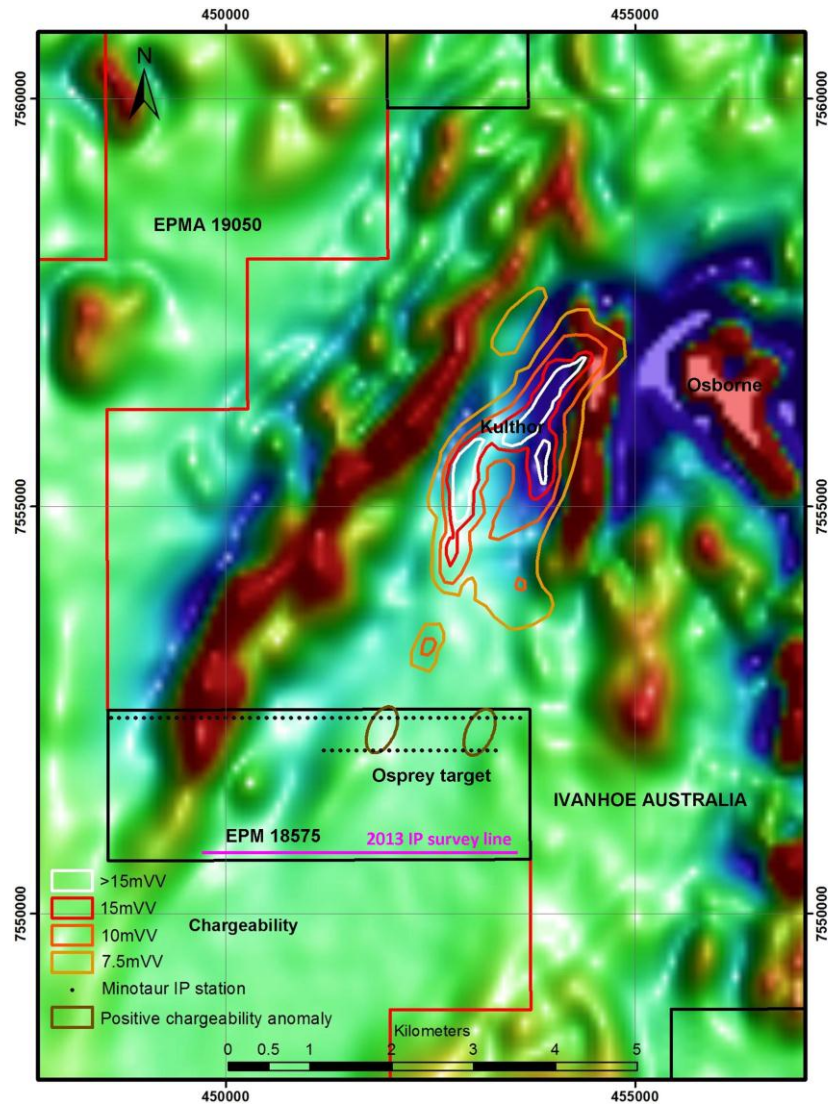 450000
455000
N
7560000
7560000
EPMA 19050
Osborne
Kulthor
7555000
7555000
Osprey target
IVANHOE AUSTRALIA
EPM 18575
2013 IP survey line
>15mVV
15mVV
10mVV
7.5mVV
Minotaur IP station
Positive chargeability anomaly
Chargeability
7550000
7550000
Kilometers
0 0.5 1 2 3 4 5
450000
455000